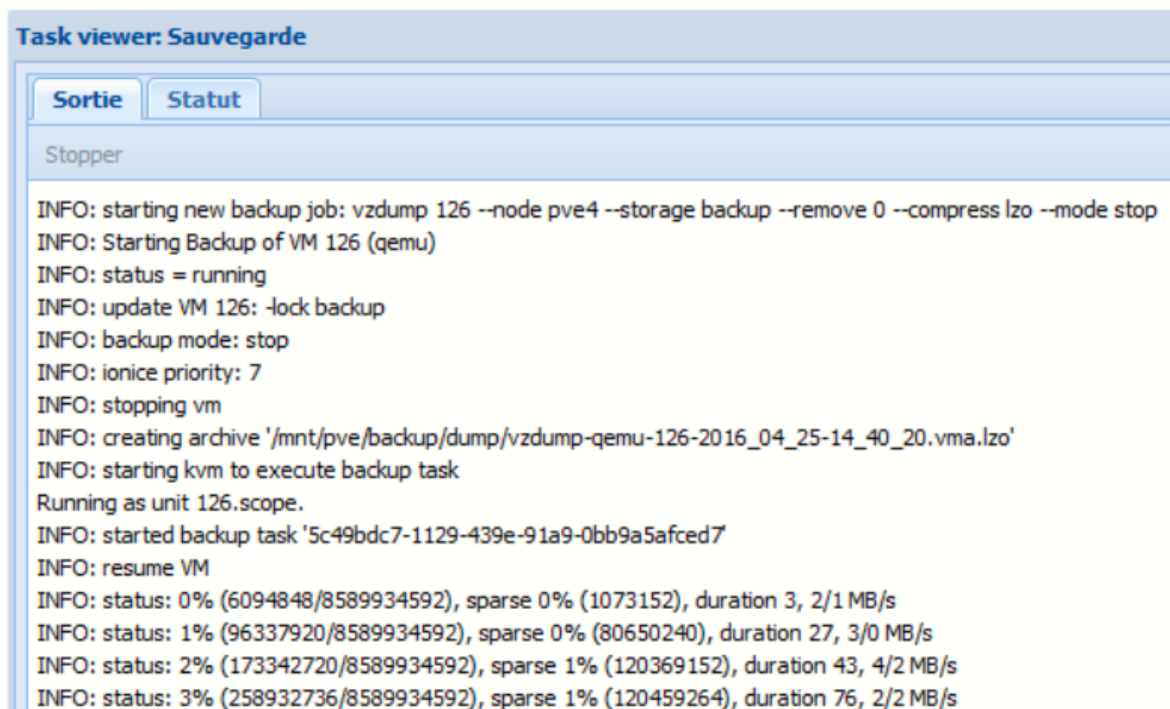 Task viewer: Sauvegarde
Sortie Statut
Stopper
INFO: starting new backup job: vzdump 126 --node pve4 --storage backup --remove 0 --compress lzo --mode stop
INFO: Starting Backup of VM 126 (qemu)
INFO: status = running
INFO: update VM 126: -lock backup
INFO: backup mode: stop
INFO: ionice priority: 7
INFO: stopping vm
INFO: creating archive '/mnt/pve/backup/dump/vzdump-qemu-126-2016_04_25-14_40_20.vma.lzo'
INFO: starting kvm to execute backup task
Running as unit 126.scope.
INFO: started backup task '5c49bdc7-1129-439e-91a9-0bb9a5afced7'
INFO: resume VM
INFO: status: 0% (6094848/8589934592), sparse 0% (1073152), duration 3, 2/1 MB/s
INFO: status: 1% (96337920/8589934592), sparse 0% (80650240), duration 27, 3/0 MB/s
INFO: status: 2% (173342720/8589934592), sparse 1% (120369152), duration 43, 4/2 MB/s
INFO: status: 3% (258932736/8589934592), sparse 1% (120459264), duration 76, 2/2 MB/s